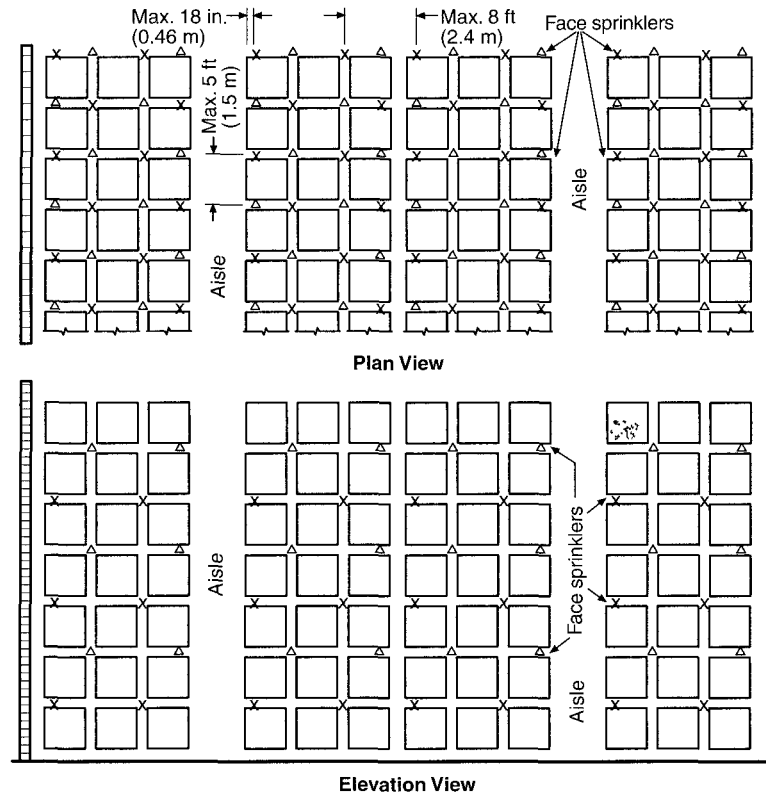 Max. 18 in.
(0.46 m)
Max. 8 ft
(2.4 m)
Face sprinklers
Max. 5 ft
(1.5 m)
Aisle
Aisle
Plan View
Aisle
Face sprinklers
Aisle
Elevation View